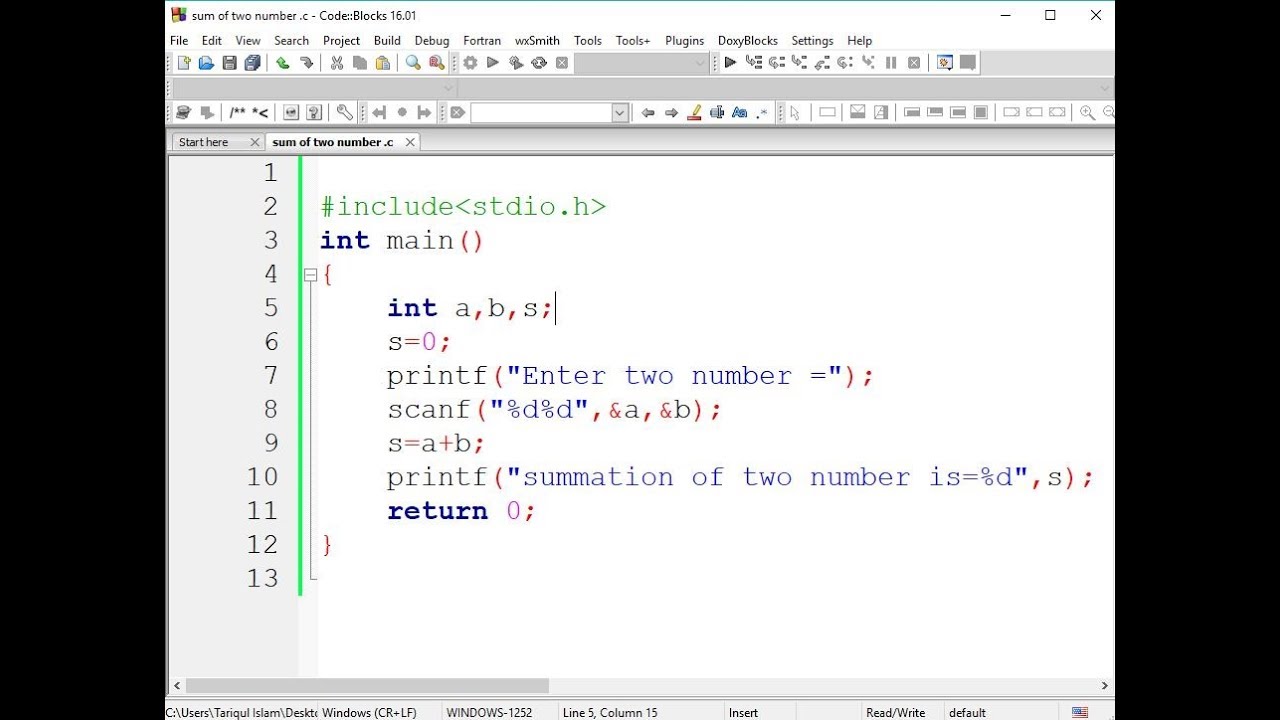 sum of two number .c - Code::Blocks 16.01
File Edit View Search Project Build Debug Fortran wxSmith Tools Tools+ Plugins DoxyBlocks Settings Help
/** *<
Start here sum of two number .c
1
2 #include<stdio.h>
3 int main()
4 {
5 int a,b,s;
6 s=0;
7 printf("Enter two number =");
8 scanf("%d%d",&a,&b);
9 s=a+b;
10 printf("summation of two number is=%d",s);
11 return 0;
12 }
13
C:\Users\Tariqul Islam\Deskto Windows (CR+LF) WINDOWS-1252 Line 5, Column 15 Insert Read/Write default